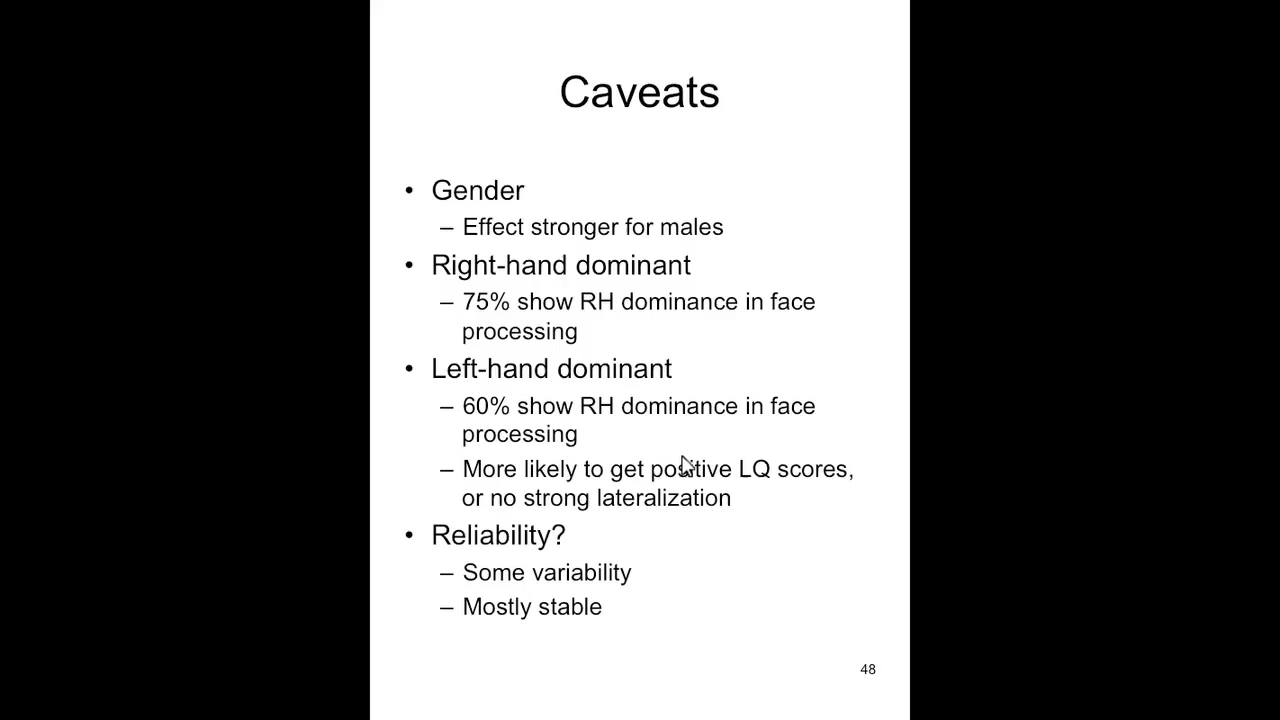 Caveats
• Gender
– Effect stronger for males
• Right-hand dominant
– 75% show RH dominance in face
processing
• Left-hand dominant
– 60% show RH dominance in face
processing
– More likely to get positive LQ scores,
or no strong lateralization
• Reliability?
– Some variability
– Mostly stable
48